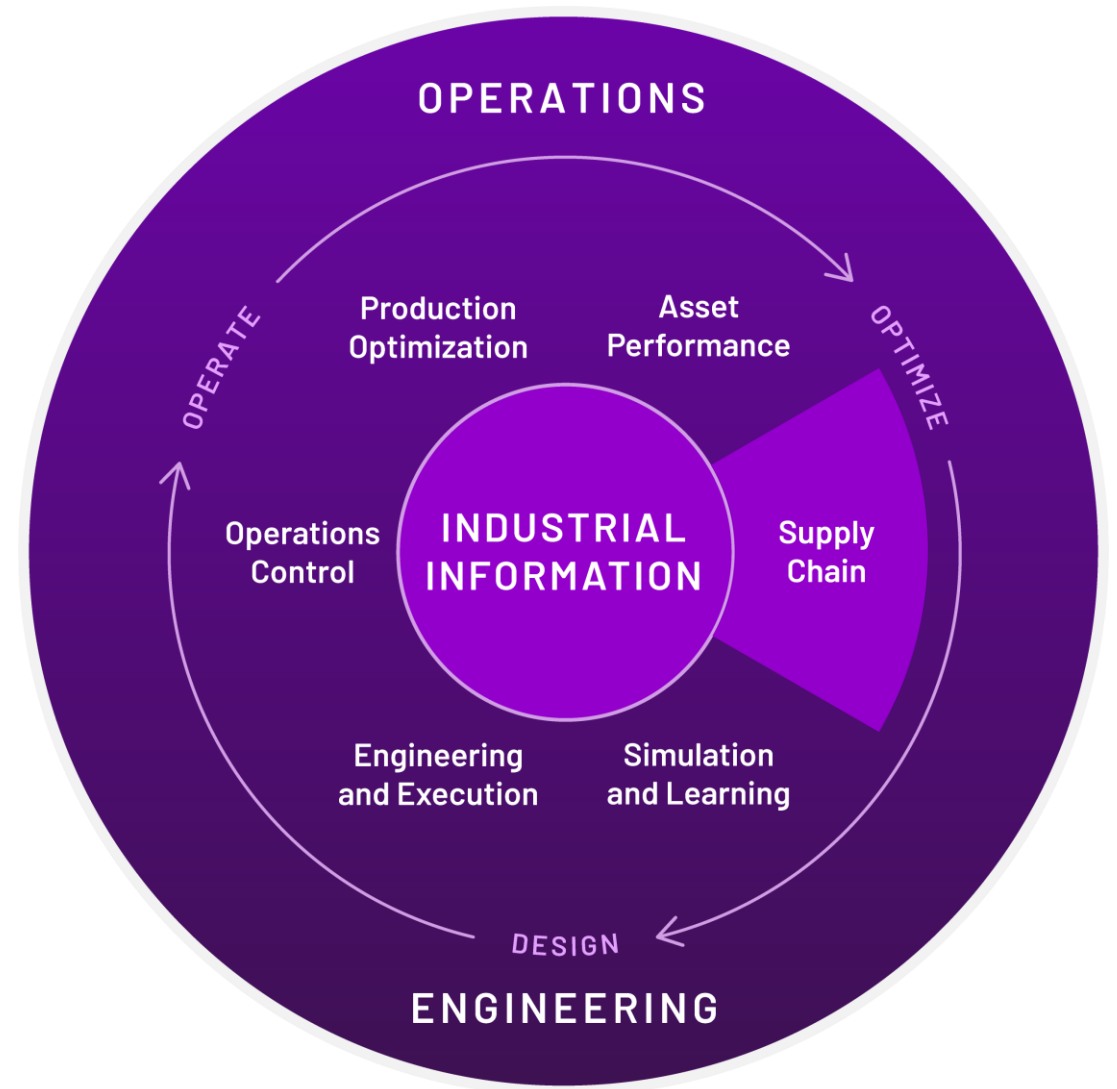 OPERATIONS
OPERATE
OPTIMIZE
Production
Optimization
Asset
Performance
Operations
Control
INDUSTRIAL
INFORMATION
Supply
Chain
Engineering
and Execution
Simulation
and Learning
DESIGN
ENGINEERING